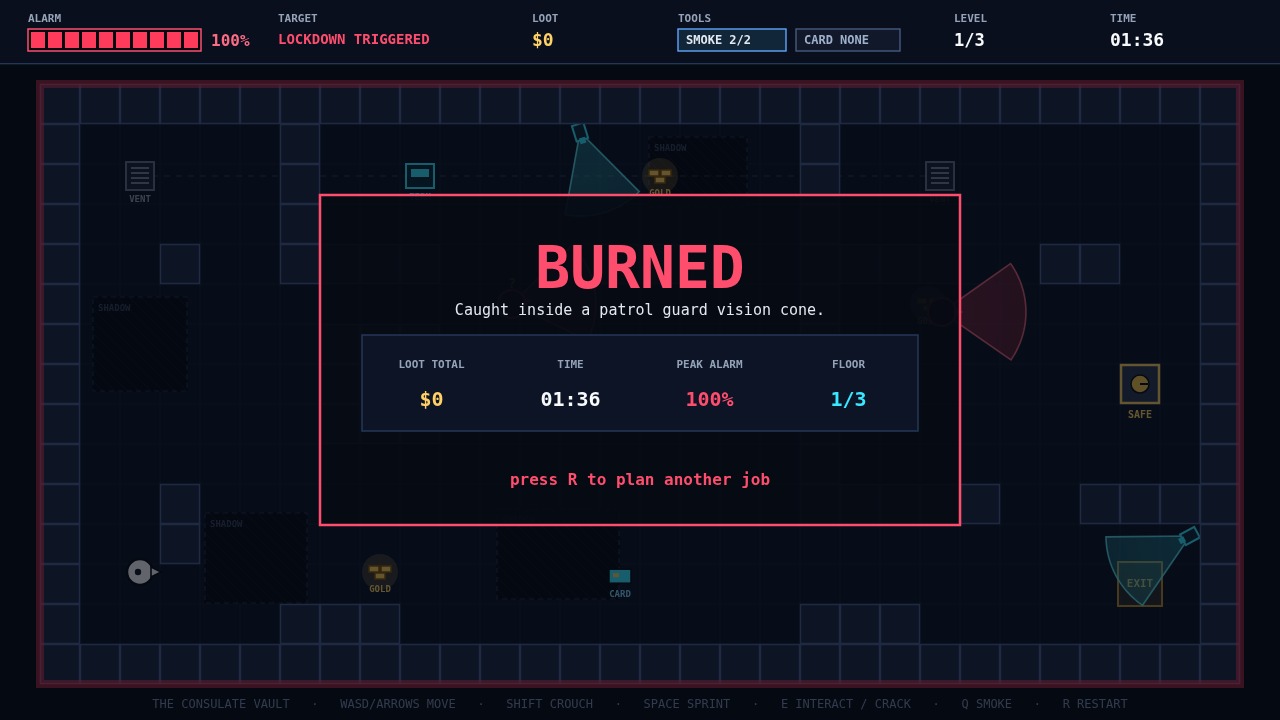 ALARM TARGET LOOT TOOLS LEVEL TIME
100% LOCKDOWN TRIGGERED $0 SMOKE 2/2 CARD NONE 1/3 01:36
SHADOW
VENT
GOLD
BURNED
SHADOW
Caught inside a patrol guard vision cone.
LOOT TOTAL TIME PEAK ALARM FLOOR
$0 01:36 100% 1/3
SAFE
press R to plan another job
SHADOW
GOLD
CARD
EXIT
THE CONSULATE VAULT · WASD/ARROWS MOVE · SHIFT CROUCH · SPACE SPRINT · E INTERACT / CRACK · Q SMOKE · R RESTART